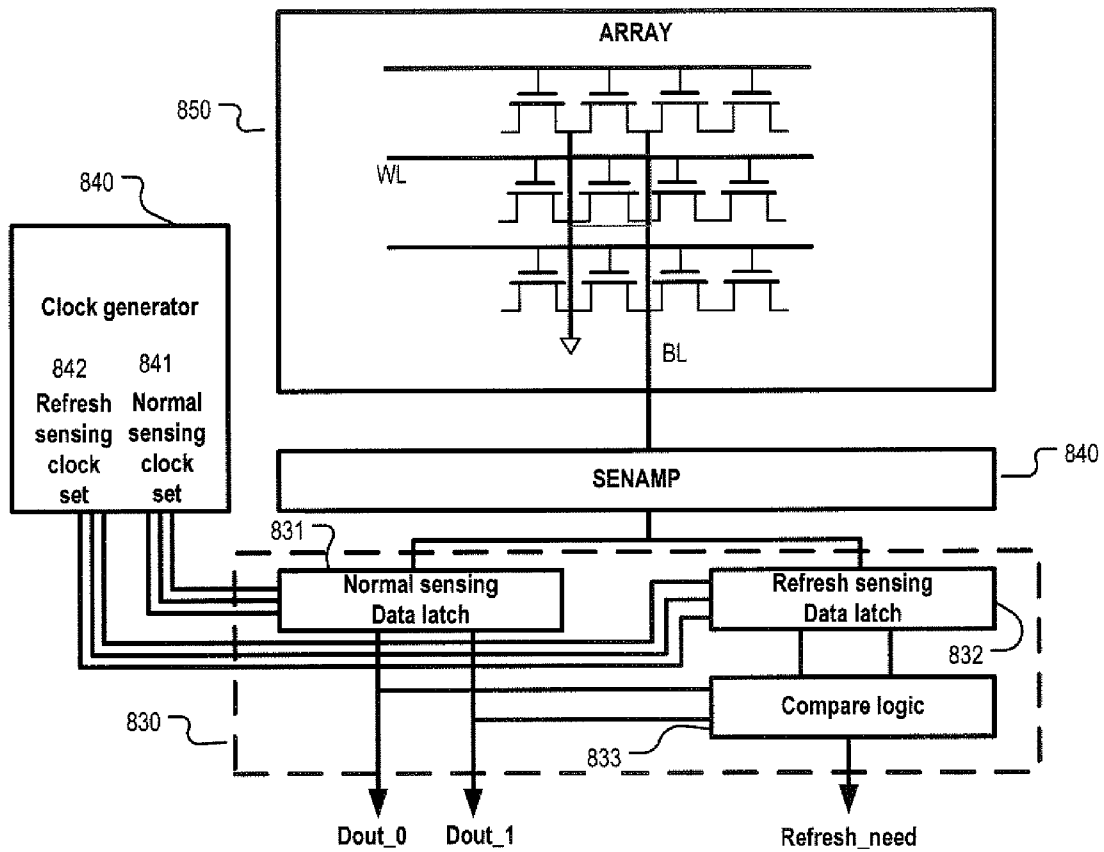 ARRAY
850
WL
BL
840
Clock generator
842
841
Refresh
sensing
clock
set
Normal
sensing
clock
set
SENAMP
840
831
Normal sensing
Data latch
Refresh sensing
Data latch
832
Compare logic
830
833
Dout_0
Dout_1
Refresh_need